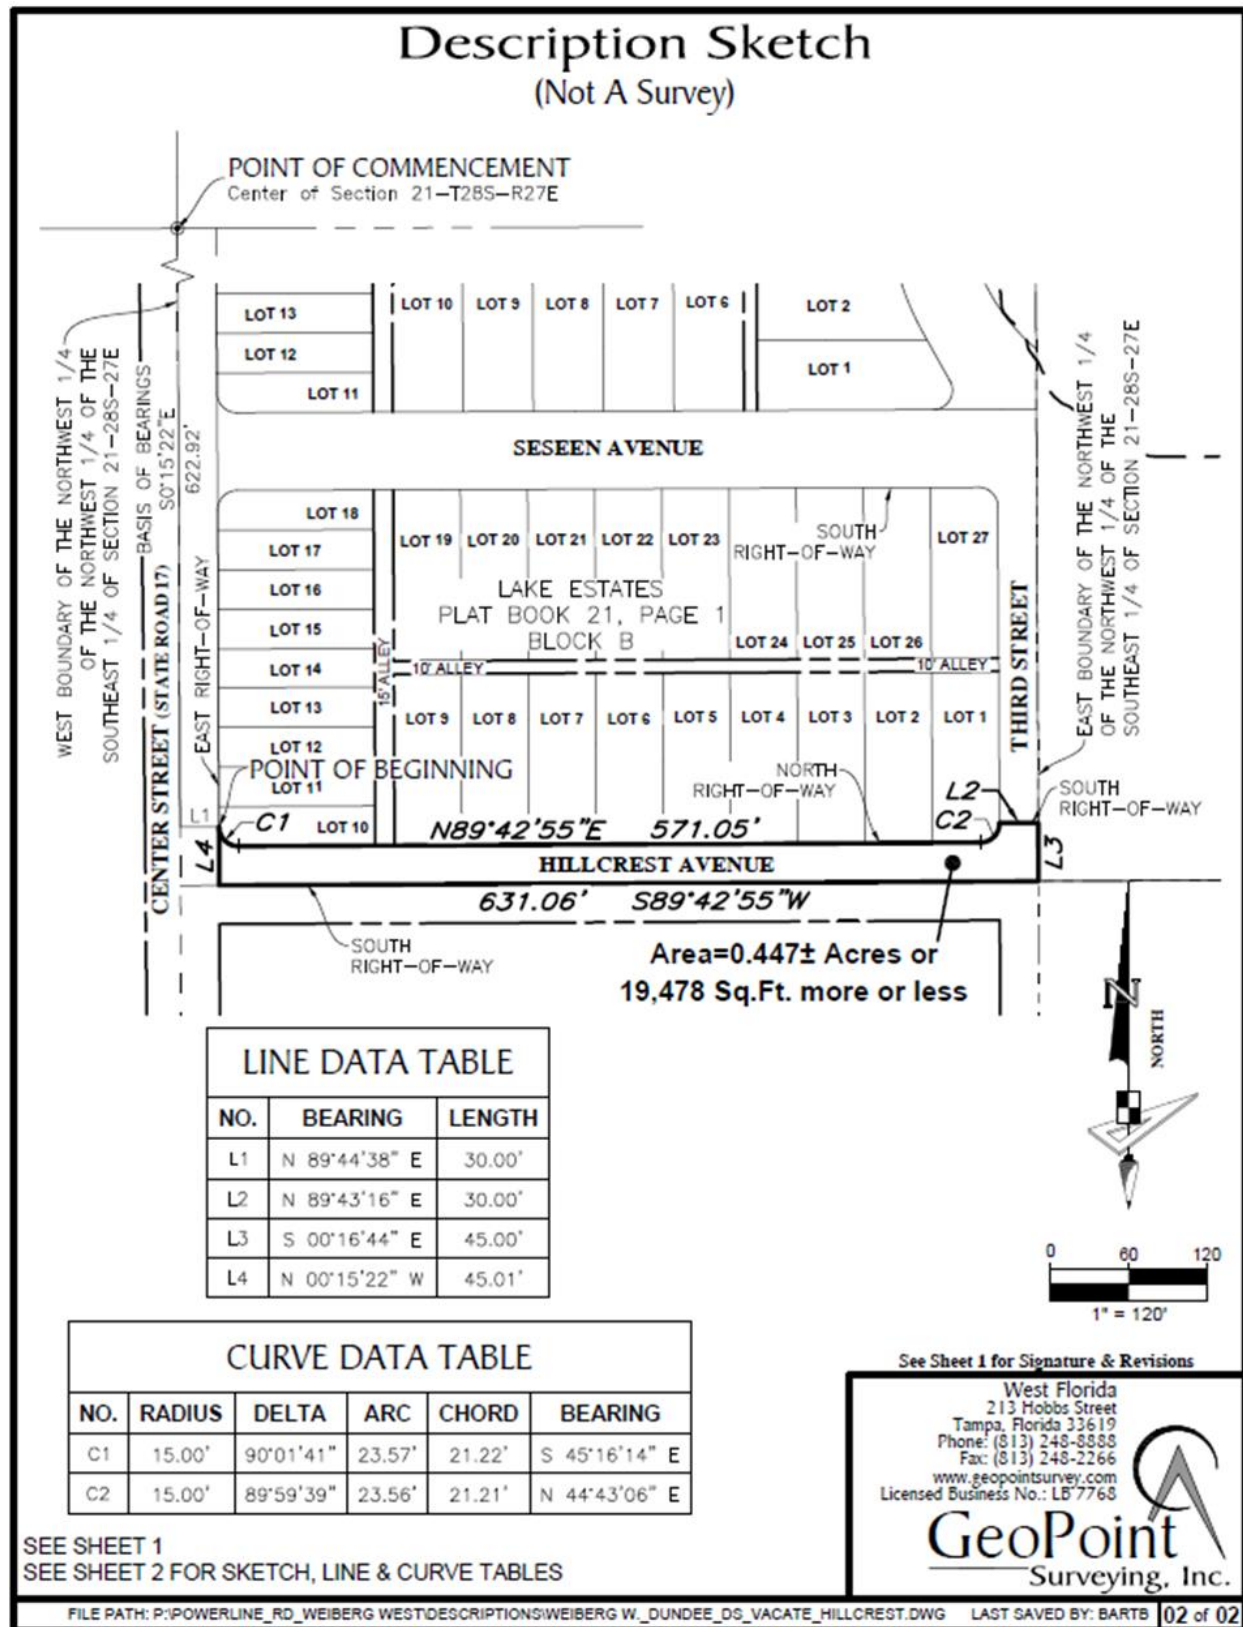 Description Sketch
(Not A Survey)
POINT OF COMMENCEMENT
Center of Section 21-T28S-R27E
WEST BOUNDARY OF THE NORTHWEST 1/4
OF THE NORTHWEST 1/4 OF THE
SOUTHEAST 1/4 OF SECTION 21-28S-27E
BASIS OF BEARINGS
S0°15'22"E
622.92'
LOT 13
LOT 12
LOT 11
LOT 10
LOT 9
LOT 8
LOT 7
LOT 6
LOT 2
LOT 1
EAST BOUNDARY OF THE NORTHWEST 1/4
OF THE NORTHWEST 1/4 OF THE
SOUTHEAST 1/4 OF SECTION 21-28S-27E
SESEEN AVENUE
CENTER STREET (STATE ROAD 17)
EAST RIGHT-OF-WAY
LOT 18
LOT 17
LOT 16
LOT 15
LOT 14
LOT 13
LOT 12
LOT 11
LOT 10
15' ALLEY
LOT 19
LOT 20
LOT 21
LOT 22
LOT 23
SOUTH
RIGHT-OF-WAY
LOT 27
LAKE ESTATES
PLAT BOOK 21, PAGE 1
BLOCK B
LOT 24
LOT 25
LOT 26
10' ALLEY
10' ALLEY
THIRD STREET
LOT 9
LOT 8
LOT 7
LOT 6
LOT 5
LOT 4
LOT 3
LOT 2
LOT 1
POINT OF BEGINNING
NORTH
RIGHT-OF-WAY
L2
SOUTH
RIGHT-OF-WAY
L1
C1
N89°42'55"E 571.05'
C2
L4
HILLCREST AVENUE
L3
631.06' S89°42'55"W
SOUTH
RIGHT-OF-WAY
Area=0.447± Acres or
19,478 Sq.Ft. more or less
N
NORTH
LINE DATA TABLE
NO. BEARING LENGTH
L1 N 89°44'38" E 30.00'
L2 N 89°43'16" E 30.00'
L3 S 00°16'44" E 45.00'
L4 N 00°15'22" W 45.01'
0 60 120
1" = 120'
CURVE DATA TABLE
NO. RADIUS DELTA ARC CHORD BEARING
C1 15.00' 90°01'41" 23.57' 21.22' S 45°16'14" E
C2 15.00' 89°59'39" 23.56' 21.21' N 44°43'06" E
See Sheet 1 for Signature & Revisions
West Florida
213 Hobbs Street
Tampa, Florida 33619
Phone: (813) 248-8888
Fax: (813) 248-2266
www.geopointsurvey.com
Licensed Business No.: LB 7768
GeoPoint
Surveying, Inc.
SEE SHEET 1
SEE SHEET 2 FOR SKETCH, LINE & CURVE TABLES
FILE PATH: P:\POWERLINE_RD_WEIBERG WEST\DESCRIPTIONS\WEIBERG W._DUNDEE_DS_VACATE_HILLCREST.DWG LAST SAVED BY: BARTB 02 of 02